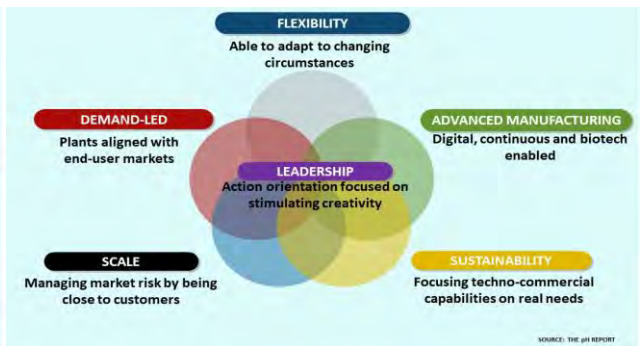 FLEXIBILITY
Able to adapt to changing
circumstances
DEMAND-LED
Plants aligned with
end-user markets
ADVANCED MANUFACTURING
Digital, continuous and biotech
enabled
LEADERSHIP
Action orientation focused on
stimulating creativity
SCALE
Managing market risk by being
close to customers
SUSTAINABILITY
Focusing techno-commercial
capabilities on real needs
SOURCE: THE pH REPORT